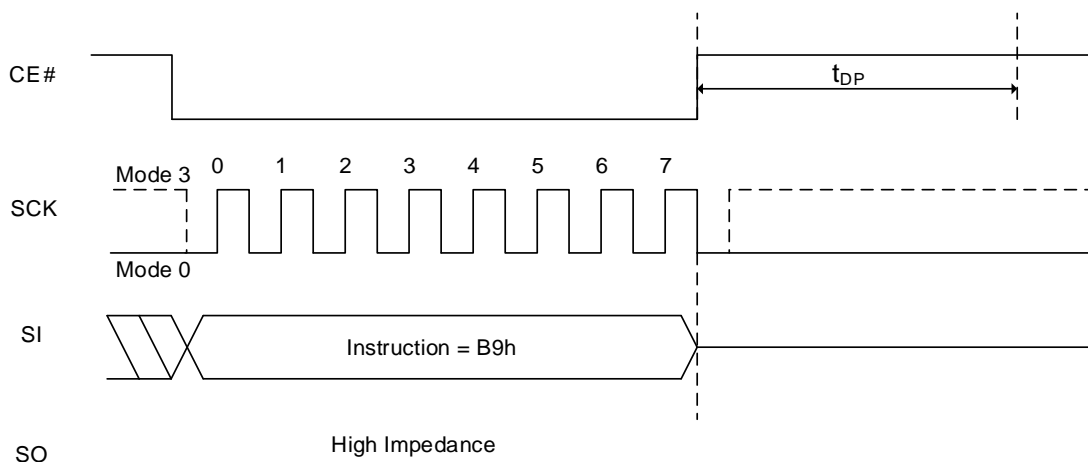 CE#
tDP
SCK
Mode 3
0 1 2 3 4 5 6 7
Mode 0
SI
Instruction = B9h
SO
High Impedance